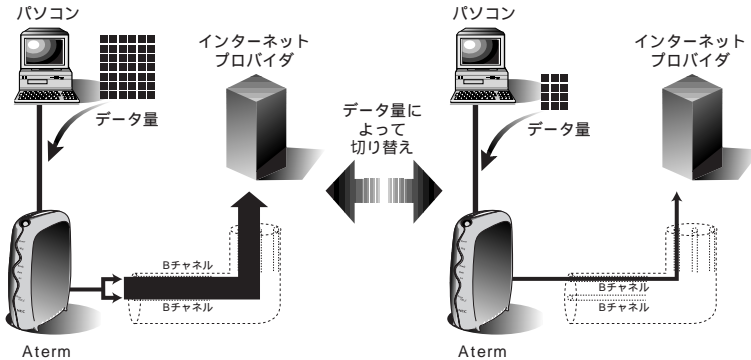 パソコン
インターネット
プロバイダ
データ量
Bチャネル
Bチャネル
Aterm
データ量に
よって
切り替え
パソコン
インターネット
プロバイダ
データ量
Bチャネル
Bチャネル
Aterm